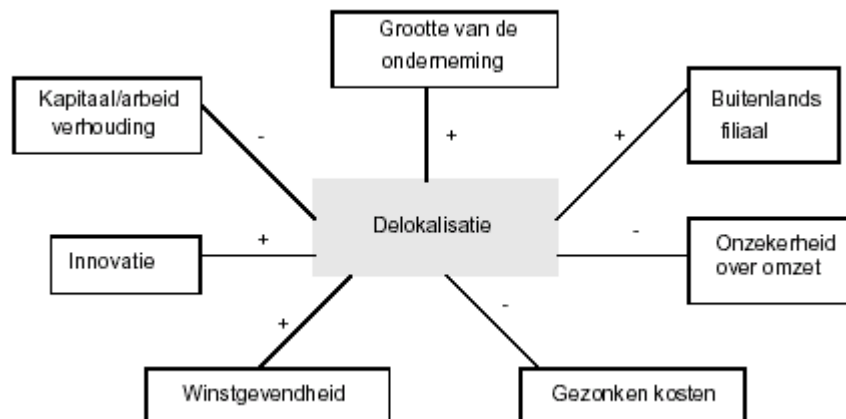 Grootte van de
onderneming
Kapitaal/arbeid
verhouding
Buitenlands
filiaal
-
+
+
Delokalisatie
Innovatie
+
-
Onzekerheid
over omzet
+
-
Winstgevendheid
Gezonken kosten